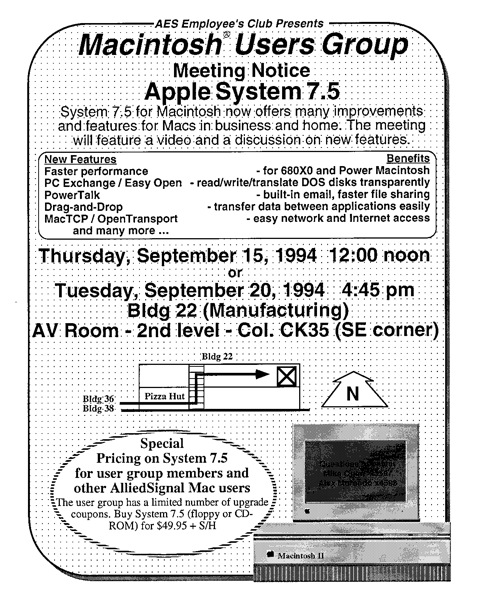 AES Employee's Club Presents
Macintosh® Users Group
Meeting Notice
Apple System 7.5
System 7.5 for Macintosh now offers many improvements
and features for Macs in business and home. The meeting
will feature a video and a discussion on new features.
New Features Benefits
Faster performance - for 680X0 and Power Macintosh
PC Exchange / Easy Open - read/write/translate DOS disks transparently
PowerTalk - built-in email, faster file sharing
Drag-and-Drop - transfer data between applications easily
MacTCP / OpenTransport - easy network and Internet access
and many more ...
Thursday, September 15, 1994 12:00 noon
or
Tuesday, September 20, 1994 4:45 pm
Bldg 22 (Manufacturing)
AV Room - 2nd level - Col. CK35 (SE corner)
Bldg 22
Pizza Hut
Bldg 36
Bldg 38
N
Special
Pricing on System 7.5
for user group members and
other AlliedSignal Mac users
The user group has a limited number of upgrade
coupons. Buy System 7.5 (floppy or CD-
ROM) for $49.95 + S/H
Macintosh II